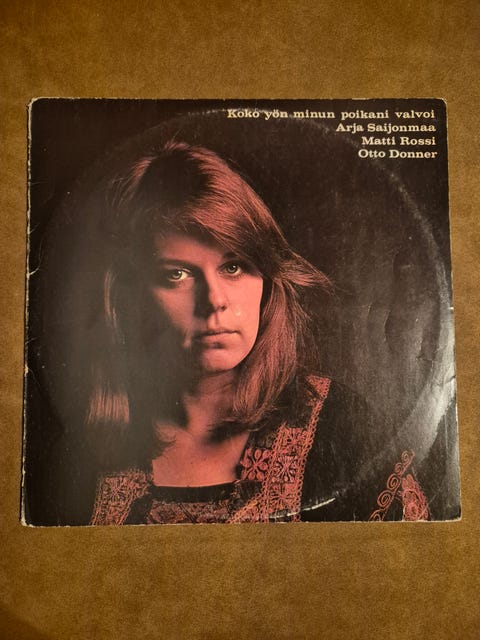 Koko yön minun poikani valvoi
Arja Saijonmaa
Matti Rossi
Otto Donner